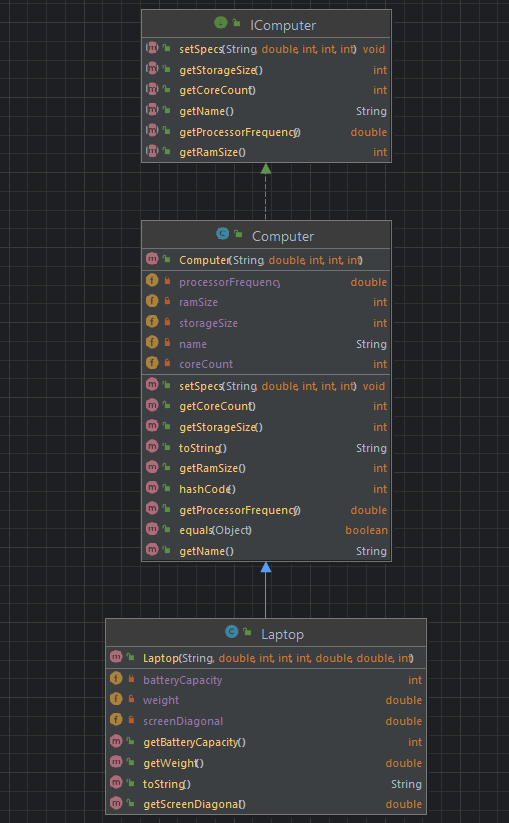 IComputer
setSpecs(String, double, int, int, int) void
getStorageSize() int
getCoreCount() int
getName() String
getProcessorFrequency() double
getRamSize() int
Computer
Computer(String, double, int, int, int)
processorFrequency double
ramSize int
storageSize int
name String
coreCount int
setSpecs(String, double, int, int, int) void
getCoreCount() int
getStorageSize() int
toString() String
getRamSize() int
hashCode() int
getProcessorFrequency() double
equals(Object) boolean
getName() String
Laptop
Laptop(String, double, int, int, int, double, double, int)
batteryCapacity int
weight double
screenDiagonal double
getBatteryCapacity() int
getWeight() double
toString() String
getScreenDiagonal() double